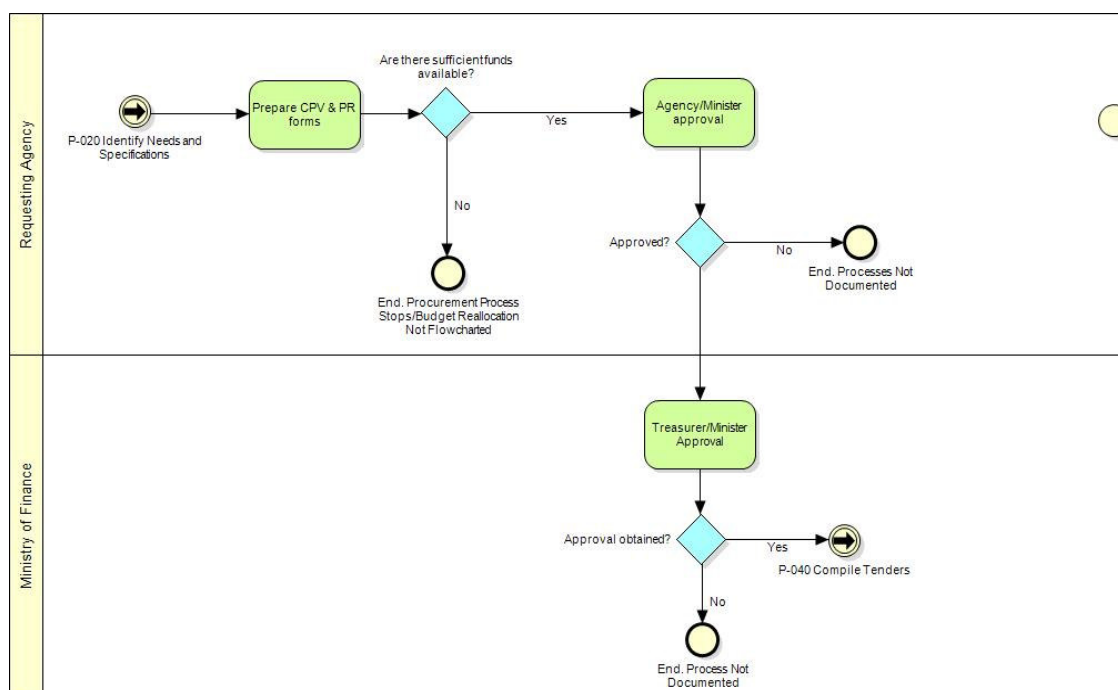 Requesting Agency
Are there sufficient funds
available?
Prepare CPV & PR
forms
Agency/Minister
approval
Yes
P-020 Identify Needs and
Specifications
No
Approved?
No
End. Processes Not
Documented
End. Procurement Process
Stops/Budget Reallocation
Not Flowcharted
Ministry of Finance
Treasurer/Minister
Approval
Approval obtained?
Yes
P-040 Compile Tenders
No
End. Process Not
Documented